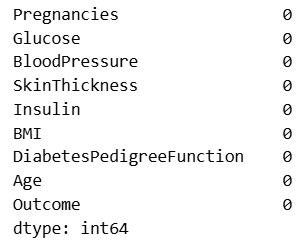 Pregnancies 0
Glucose 0
BloodPressure 0
SkinThickness 0
Insulin 0
BMI 0
DiabetesPedigreeFunction 0
Age 0
Outcome 0
dtype: int64